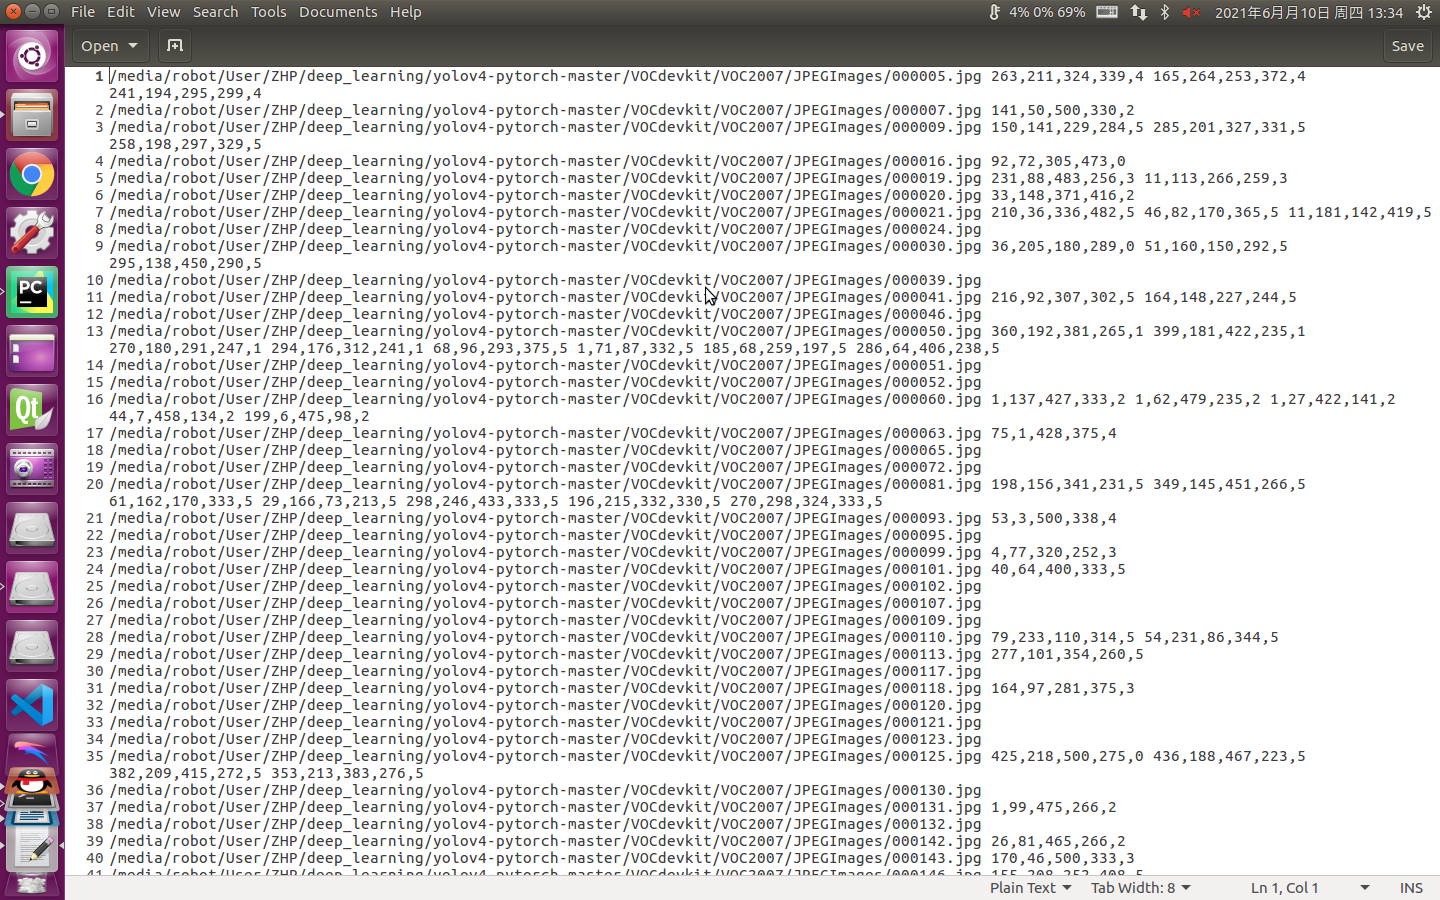 File Edit View Search Tools Documents Help
4% 0% 69%
2021年6月月10日 周四 13:34
Open
Save
1 /media/robot/User/ZHP/deep_learning/yolov4-pytorch-master/VOCdevkit/VOC2007/JPEGImages/000005.jpg 263,211,324,339,4 165,264,253,372,4
241,194,295,299,4
2 /media/robot/User/ZHP/deep_learning/yolov4-pytorch-master/VOCdevkit/VOC2007/JPEGImages/000007.jpg 141,50,500,330,2
3 /media/robot/User/ZHP/deep_learning/yolov4-pytorch-master/VOCdevkit/VOC2007/JPEGImages/000009.jpg 150,141,229,284,5 285,201,327,331,5
258,198,297,329,5
4 /media/robot/User/ZHP/deep_learning/yolov4-pytorch-master/VOCdevkit/VOC2007/JPEGImages/000016.jpg 92,72,305,473,0
5 /media/robot/User/ZHP/deep_learning/yolov4-pytorch-master/VOCdevkit/VOC2007/JPEGImages/000019.jpg 231,88,483,256,3 11,113,266,259,3
6 /media/robot/User/ZHP/deep_learning/yolov4-pytorch-master/VOCdevkit/VOC2007/JPEGImages/000020.jpg 33,148,371,416,2
7 /media/robot/User/ZHP/deep_learning/yolov4-pytorch-master/VOCdevkit/VOC2007/JPEGImages/000021.jpg 210,36,336,482,5 46,82,170,365,5 11,181,142,419,5
8 /media/robot/User/ZHP/deep_learning/yolov4-pytorch-master/VOCdevkit/VOC2007/JPEGImages/000024.jpg
9 /media/robot/User/ZHP/deep_learning/yolov4-pytorch-master/VOCdevkit/VOC2007/JPEGImages/000030.jpg 36,205,180,289,0 51,160,150,292,5
295,138,450,290,5
10 /media/robot/User/ZHP/deep_learning/yolov4-pytorch-master/VOCdevkit/VOC2007/JPEGImages/000039.jpg
11 /media/robot/User/ZHP/deep_learning/yolov4-pytorch-master/VOCdevkit/VOC2007/JPEGImages/000041.jpg 216,92,307,302,5 164,148,227,244,5
12 /media/robot/User/ZHP/deep_learning/yolov4-pytorch-master/VOCdevkit/VOC2007/JPEGImages/000046.jpg
13 /media/robot/User/ZHP/deep_learning/yolov4-pytorch-master/VOCdevkit/VOC2007/JPEGImages/000050.jpg 360,192,381,265,1 399,181,422,235,1
270,180,291,247,1 294,176,312,241,1 68,96,293,375,5 1,71,87,332,5 185,68,259,197,5 286,64,406,238,5
14 /media/robot/User/ZHP/deep_learning/yolov4-pytorch-master/VOCdevkit/VOC2007/JPEGImages/000051.jpg
15 /media/robot/User/ZHP/deep_learning/yolov4-pytorch-master/VOCdevkit/VOC2007/JPEGImages/000052.jpg
16 /media/robot/User/ZHP/deep_learning/yolov4-pytorch-master/VOCdevkit/VOC2007/JPEGImages/000060.jpg 1,137,427,333,2 1,62,479,235,2 1,27,422,141,2
44,7,458,134,2 199,6,475,98,2
17 /media/robot/User/ZHP/deep_learning/yolov4-pytorch-master/VOCdevkit/VOC2007/JPEGImages/000063.jpg 75,1,428,375,4
18 /media/robot/User/ZHP/deep_learning/yolov4-pytorch-master/VOCdevkit/VOC2007/JPEGImages/000065.jpg
19 /media/robot/User/ZHP/deep_learning/yolov4-pytorch-master/VOCdevkit/VOC2007/JPEGImages/000072.jpg
20 /media/robot/User/ZHP/deep_learning/yolov4-pytorch-master/VOCdevkit/VOC2007/JPEGImages/000081.jpg 198,156,341,231,5 349,145,451,266,5
61,162,170,333,5 29,166,73,213,5 298,246,433,333,5 196,215,332,330,5 270,298,324,333,5
21 /media/robot/User/ZHP/deep_learning/yolov4-pytorch-master/VOCdevkit/VOC2007/JPEGImages/000093.jpg 53,3,500,338,4
22 /media/robot/User/ZHP/deep_learning/yolov4-pytorch-master/VOCdevkit/VOC2007/JPEGImages/000095.jpg
23 /media/robot/User/ZHP/deep_learning/yolov4-pytorch-master/VOCdevkit/VOC2007/JPEGImages/000099.jpg 4,77,320,252,3
24 /media/robot/User/ZHP/deep_learning/yolov4-pytorch-master/VOCdevkit/VOC2007/JPEGImages/000101.jpg 40,64,400,333,5
25 /media/robot/User/ZHP/deep_learning/yolov4-pytorch-master/VOCdevkit/VOC2007/JPEGImages/000102.jpg
26 /media/robot/User/ZHP/deep_learning/yolov4-pytorch-master/VOCdevkit/VOC2007/JPEGImages/000107.jpg
27 /media/robot/User/ZHP/deep_learning/yolov4-pytorch-master/VOCdevkit/VOC2007/JPEGImages/000109.jpg
28 /media/robot/User/ZHP/deep_learning/yolov4-pytorch-master/VOCdevkit/VOC2007/JPEGImages/000110.jpg 79,233,110,314,5 54,231,86,344,5
29 /media/robot/User/ZHP/deep_learning/yolov4-pytorch-master/VOCdevkit/VOC2007/JPEGImages/000113.jpg 277,101,354,260,5
30 /media/robot/User/ZHP/deep_learning/yolov4-pytorch-master/VOCdevkit/VOC2007/JPEGImages/000117.jpg
31 /media/robot/User/ZHP/deep_learning/yolov4-pytorch-master/VOCdevkit/VOC2007/JPEGImages/000118.jpg 164,97,281,375,3
32 /media/robot/User/ZHP/deep_learning/yolov4-pytorch-master/VOCdevkit/VOC2007/JPEGImages/000120.jpg
33 /media/robot/User/ZHP/deep_learning/yolov4-pytorch-master/VOCdevkit/VOC2007/JPEGImages/000121.jpg
34 /media/robot/User/ZHP/deep_learning/yolov4-pytorch-master/VOCdevkit/VOC2007/JPEGImages/000123.jpg
35 /media/robot/User/ZHP/deep_learning/yolov4-pytorch-master/VOCdevkit/VOC2007/JPEGImages/000125.jpg 425,218,500,275,0 436,188,467,223,5
382,209,415,272,5 353,213,383,276,5
36 /media/robot/User/ZHP/deep_learning/yolov4-pytorch-master/VOCdevkit/VOC2007/JPEGImages/000130.jpg
37 /media/robot/User/ZHP/deep_learning/yolov4-pytorch-master/VOCdevkit/VOC2007/JPEGImages/000131.jpg 1,99,475,266,2
38 /media/robot/User/ZHP/deep_learning/yolov4-pytorch-master/VOCdevkit/VOC2007/JPEGImages/000132.jpg
39 /media/robot/User/ZHP/deep_learning/yolov4-pytorch-master/VOCdevkit/VOC2007/JPEGImages/000142.jpg 26,81,465,266,2
40 /media/robot/User/ZHP/deep_learning/yolov4-pytorch-master/VOCdevkit/VOC2007/JPEGImages/000143.jpg 170,46,500,333,3
41 /media/robot/User/ZHP/deep_learning/yolov4-pytorch-master/VOCdevkit/VOC2007/JPEGImages/000146.jpg
Plain Text
Tab Width: 8
Ln 1, Col 1
INS
PC
Qt